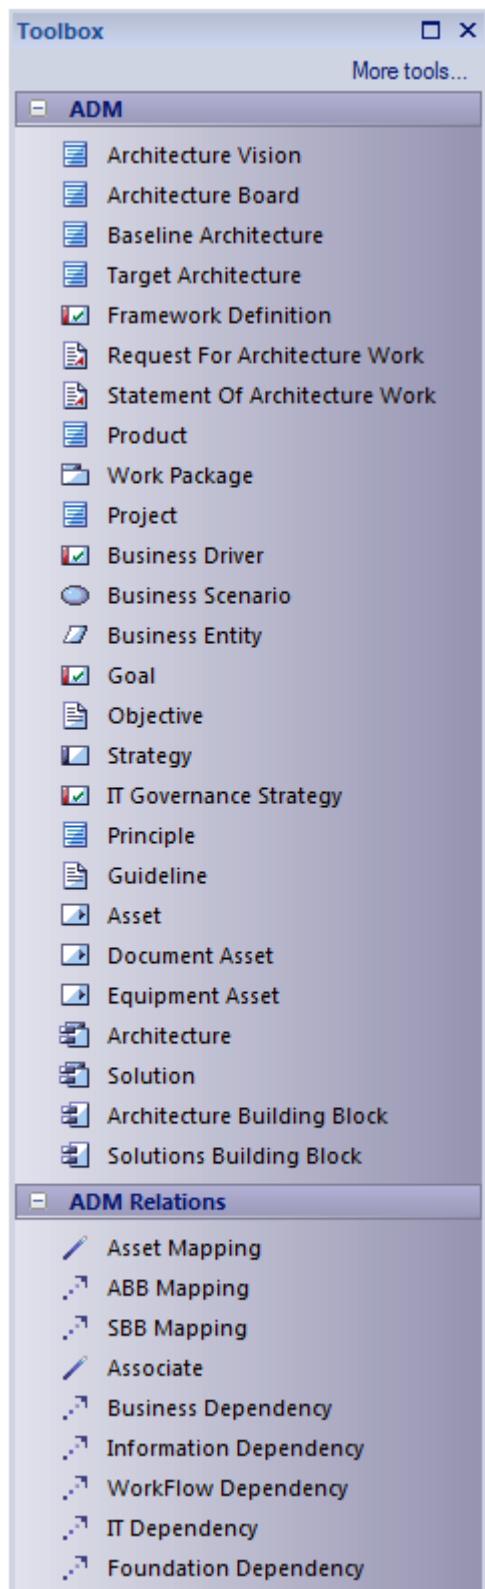 Toolbox
More tools...
ADM
Architecture Vision
Architecture Board
Baseline Architecture
Target Architecture
Framework Definition
Request For Architecture Work
Statement Of Architecture Work
Product
Work Package
Project
Business Driver
Business Scenario
Business Entity
Goal
Objective
Strategy
IT Governance Strategy
Principle
Guideline
Asset
Document Asset
Equipment Asset
Architecture
Solution
Architecture Building Block
Solutions Building Block
ADM Relations
Asset Mapping
ABB Mapping
SBB Mapping
Associate
Business Dependency
Information Dependency
WorkFlow Dependency
IT Dependency
Foundation Dependency